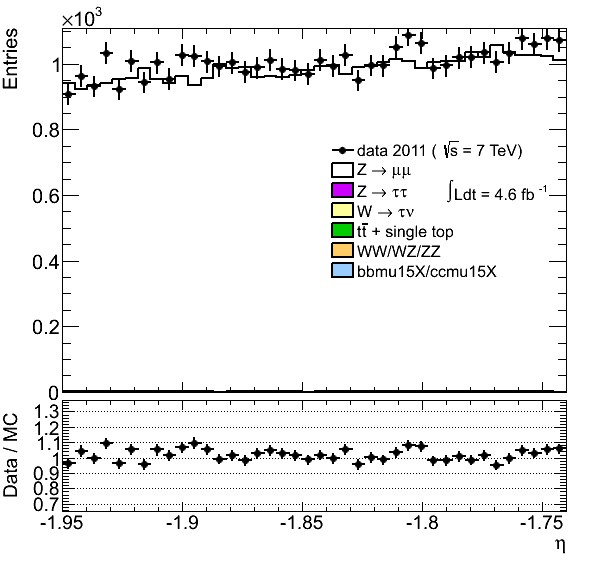 ×10³
Entries
1
0.8
0.6
0.4
0.2
0
data 2011 ( √s = 7 TeV)
Z → μμ
Z → ττ
∫Ldt = 4.6 fb⁻¹
W → τν
tt̄ + single top
WW/WZ/ZZ
bbmu15X/ccmu15X
Data / MC
1.3
1.2
1.1
1
0.9
0.8
0.7
-1.95 -1.9 -1.85 -1.8 -1.75
η